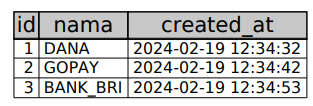 id nama created_at
1 DANA 2024-02-19 12:34:32
2 GOPAY 2024-02-19 12:34:42
3 BANK_BRI 2024-02-19 12:34:53